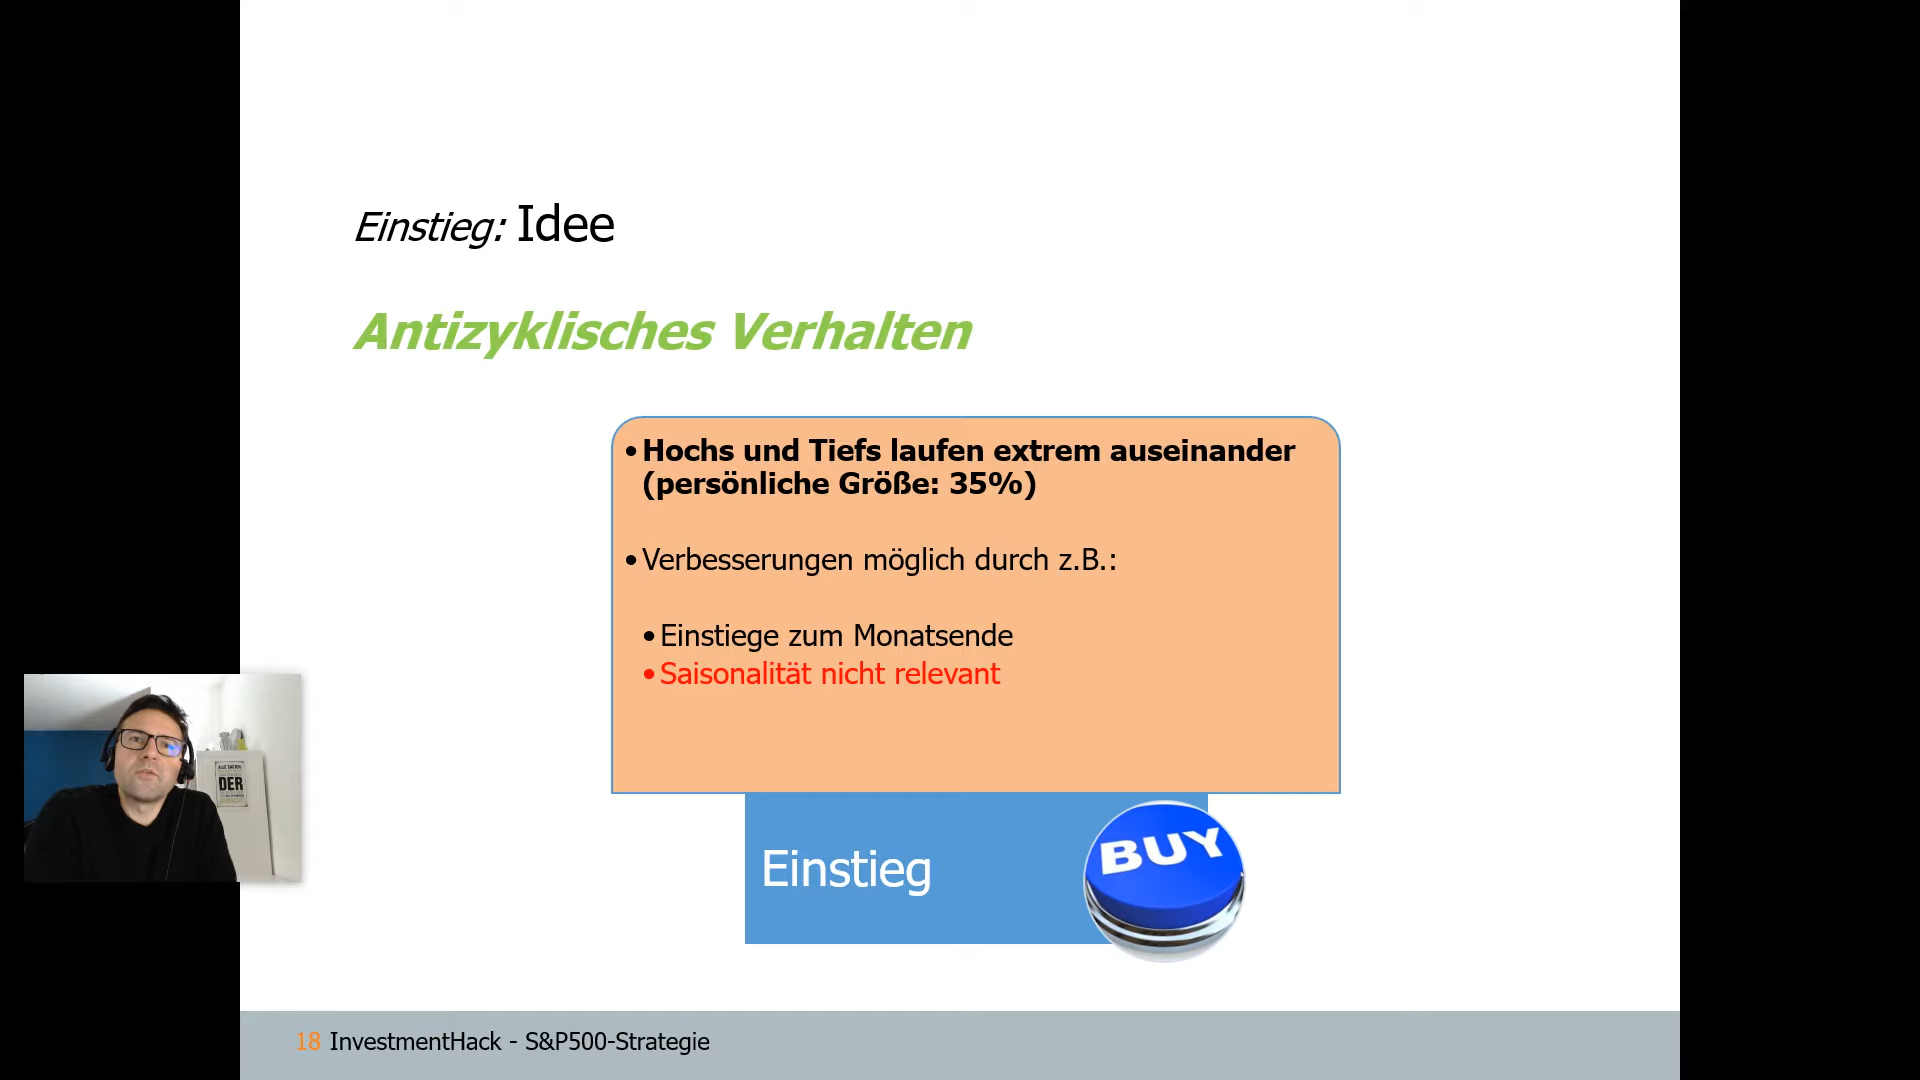 Einstieg: Idee
Antizyklisches Verhalten
•Hochs und Tiefs laufen extrem auseinander
(persönliche Größe: 35%)
•Verbesserungen möglich durch z.B.:
•Einstiege zum Monatsende
•Saisonalität nicht relevant
DER
Einstieg
BUY
18 InvestmentHack - S&P500-Strategie